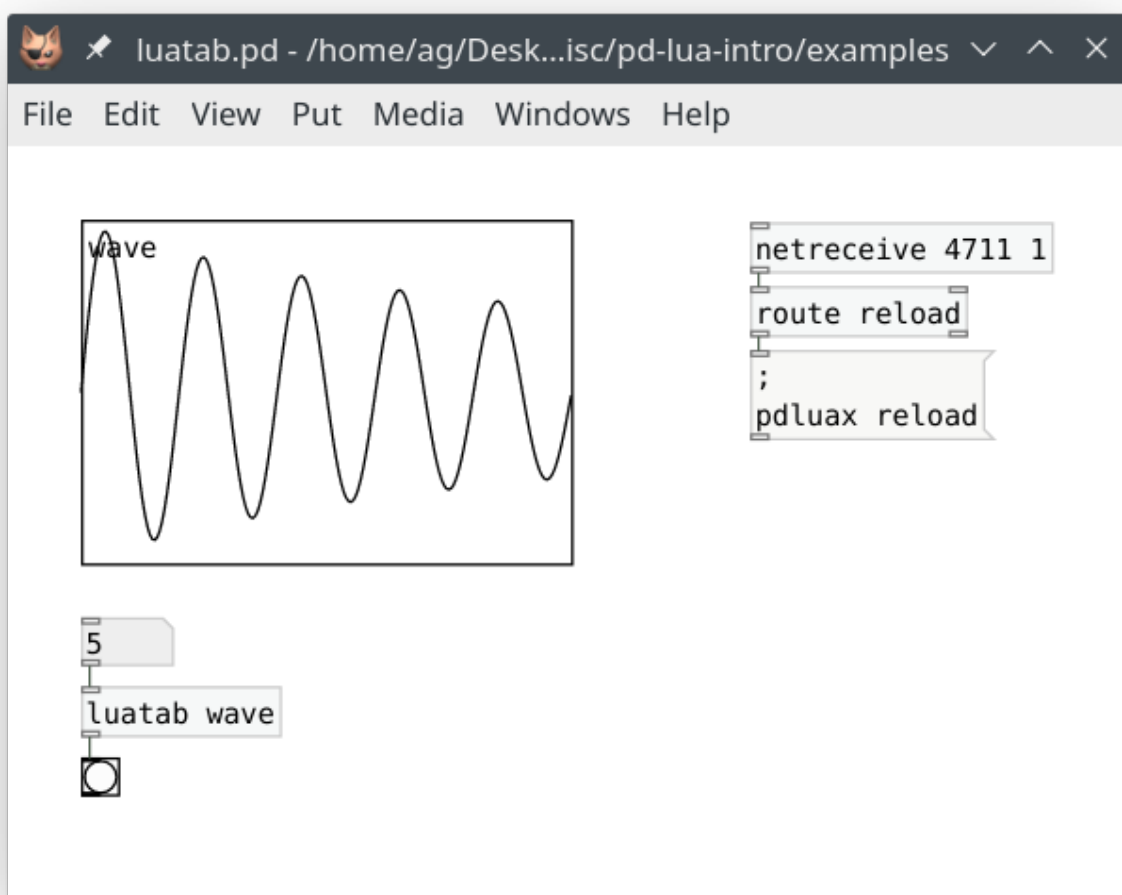 luatab.pd - /home/ag/Desk...isc/pd-lua-intro/examples
File Edit View Put Media Windows Help
wave
netreceive 4711 1
route reload
;
pdluax reload
5
luatab wave